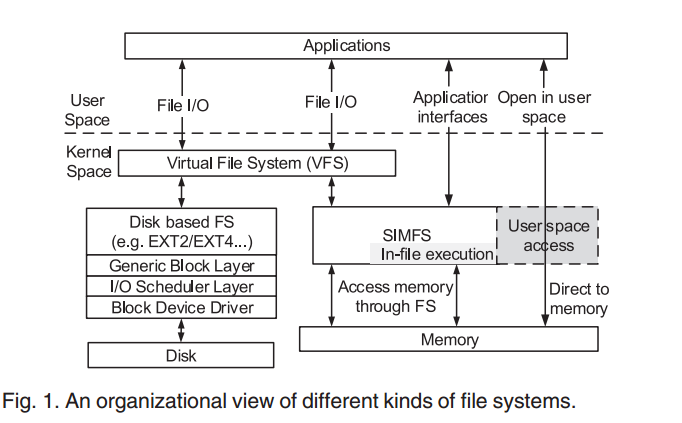 Applications
User
Space
File I/O
File I/O
Applicatior
interfaces
Open in user
space
Kernel
Space
Virtual File System (VFS)
Disk based FS
(e.g. EXT2/EXT4...)
Generic Block Layer
I/O Scheduler Layer
Block Device Driver
Disk
SIMFS
In-file execution
User space
access
Access memory
through FS
Direct to
memory
Memory
Fig. 1. An organizational view of different kinds of file systems.